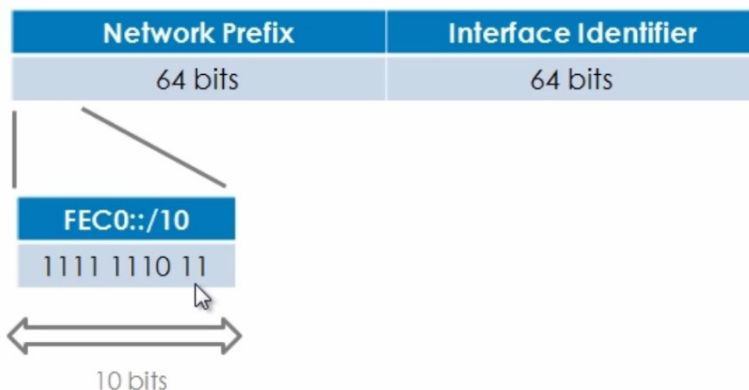 Network Prefix Interface Identifier
64 bits 64 bits
FEC0::/10
1111 1110 11
10 bits